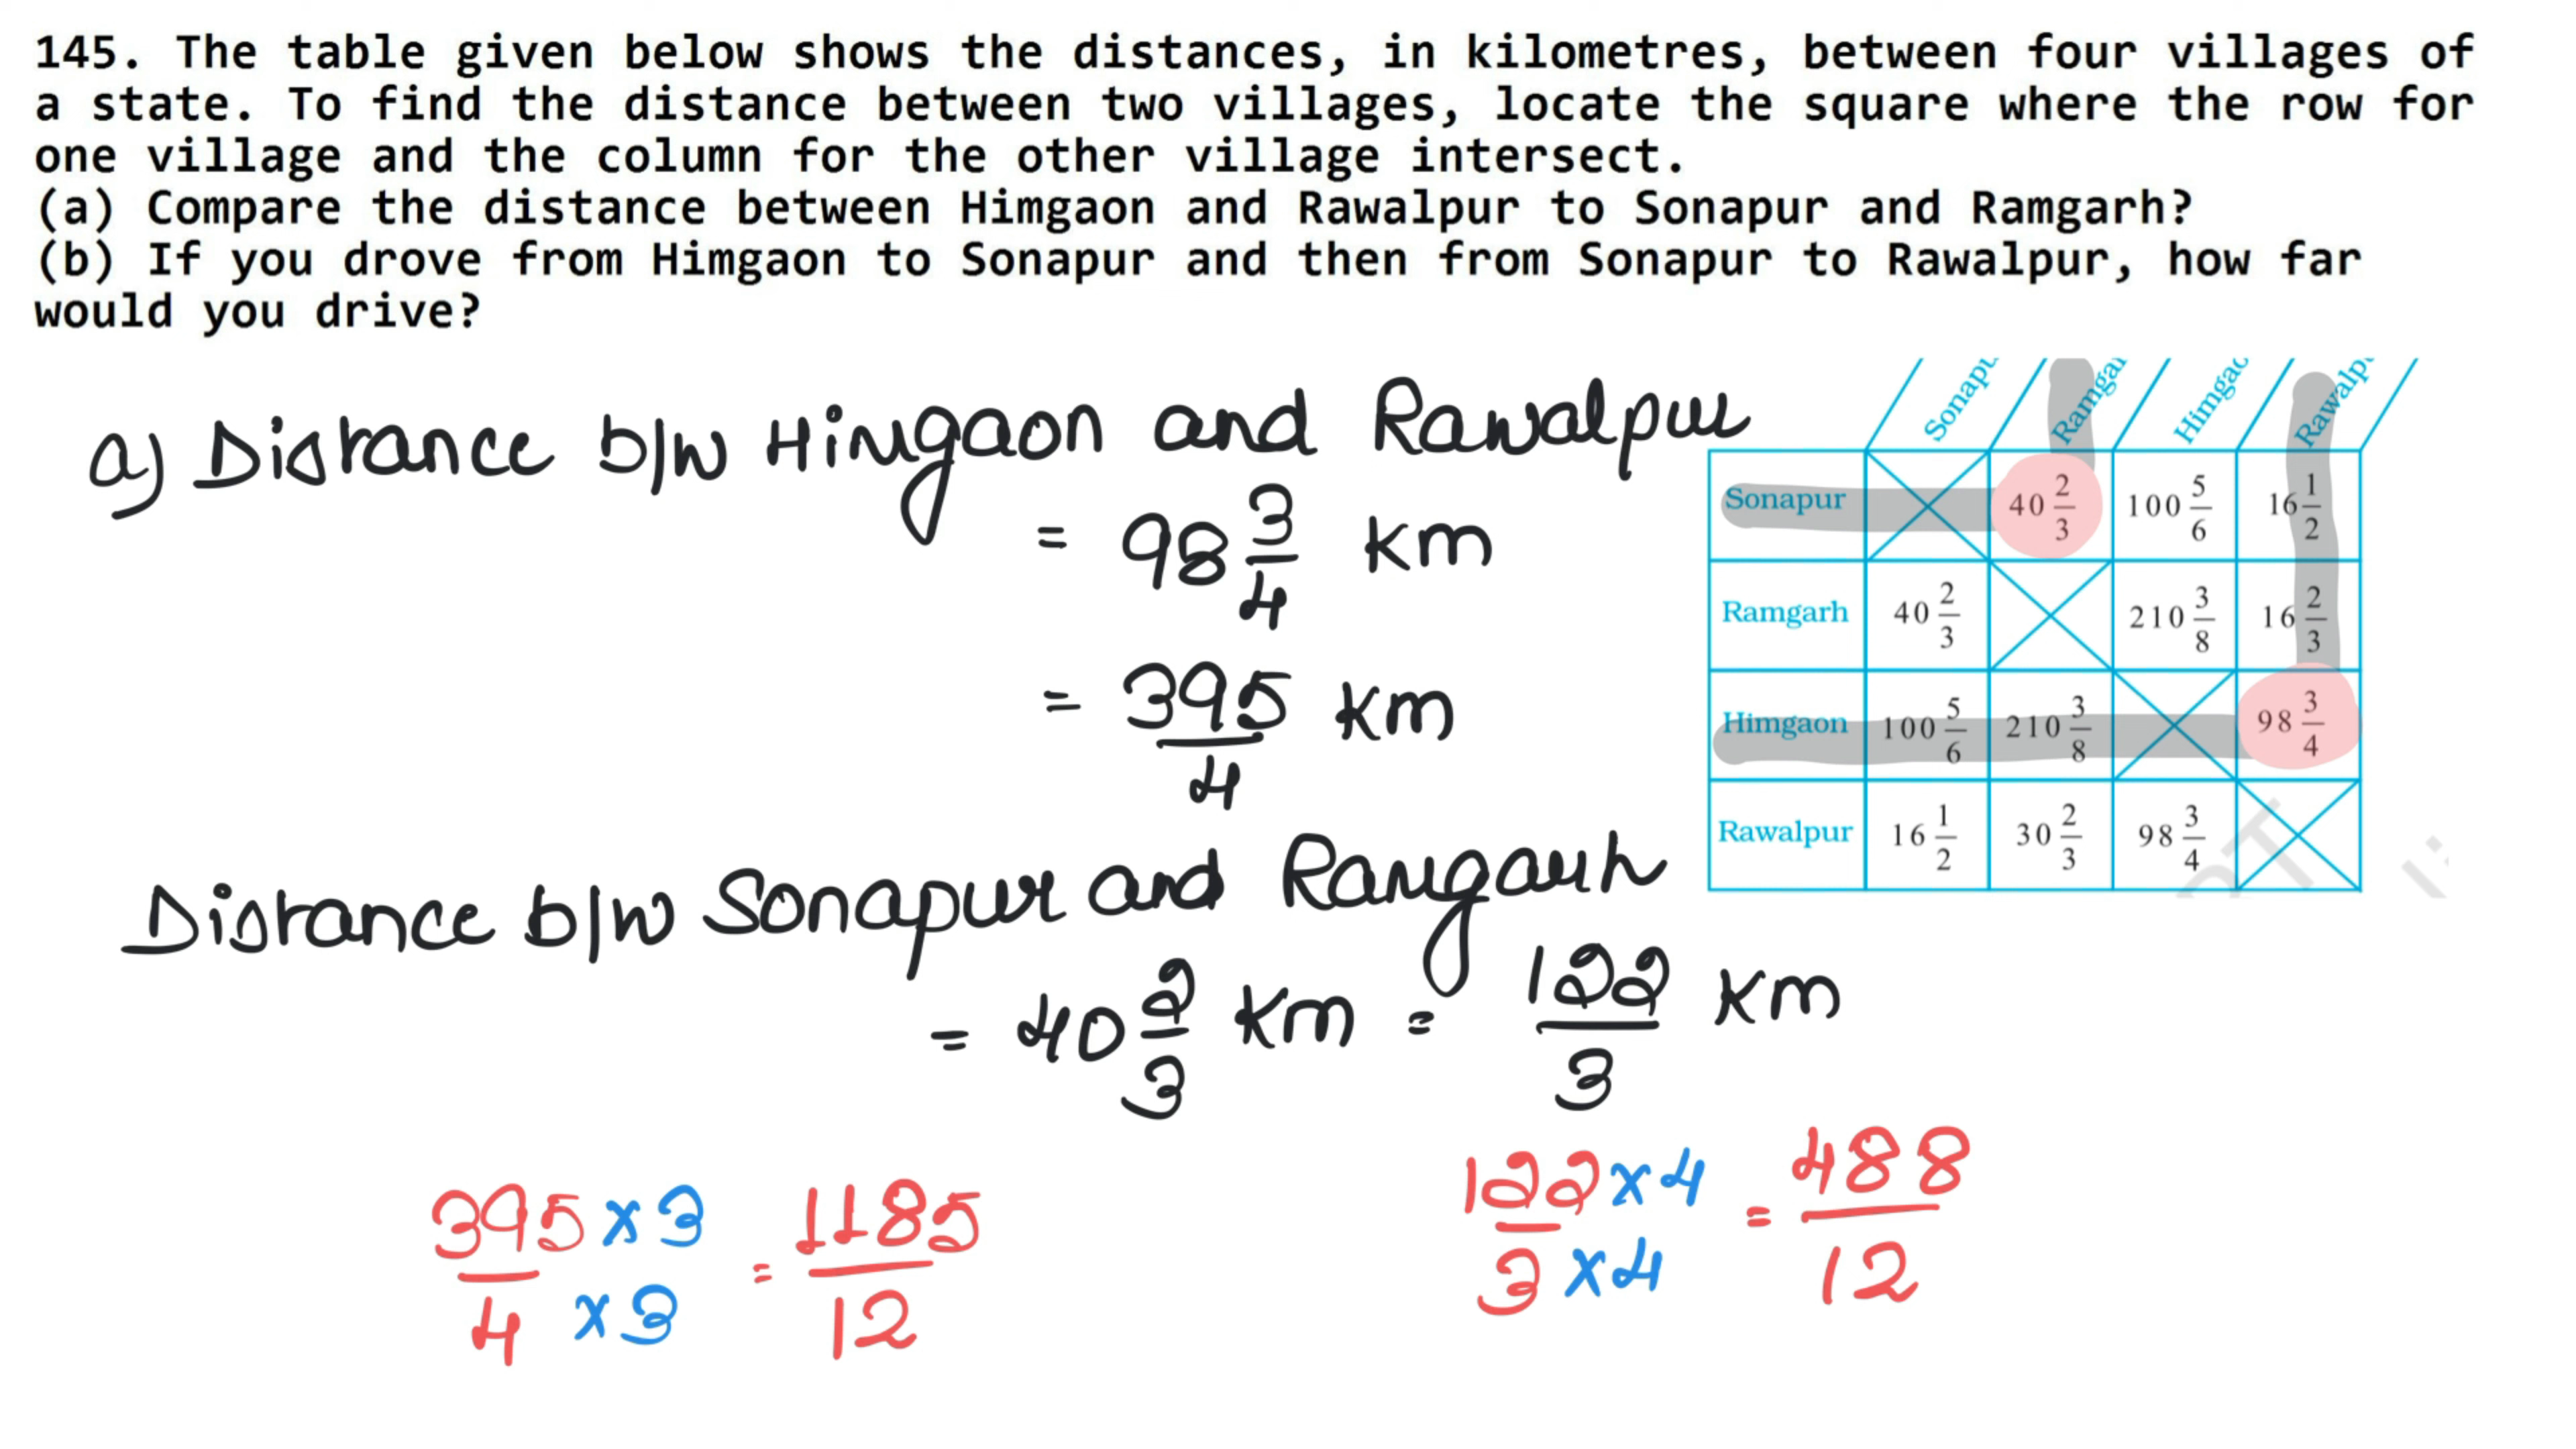 145. The table given below shows the distances, in kilometres, between four villages of
a state. To find the distance between two villages, locate the square where the row for
one village and the column for the other village intersect.
(a) Compare the distance between Himgaon and Rawalpur to Sonapur and Ramgarh?
(b) If you drove from Himgaon to Sonapur and then from Sonapur to Rawalpur, how far
would you drive?
Sonapu Ramgar Himgao Rawalpu
Sonapur 40 2/3 100 5/6 16 1/2
Ramgarh 40 2/3 210 3/8 16 2/3
Himgaon 100 5/6 210 3/8 98 3/4
Rawalpur 16 1/2 30 2/3 98 3/4
a) Distance b/w Himgaon and Rawalpur
= 98 3/4 km
= 395/4 km
Distance b/w Sonapur and Ramgarh
= 40 2/3 km = 122/3 km
395×3/4×3 = 1185/12
122×4/3×4 = 488/12